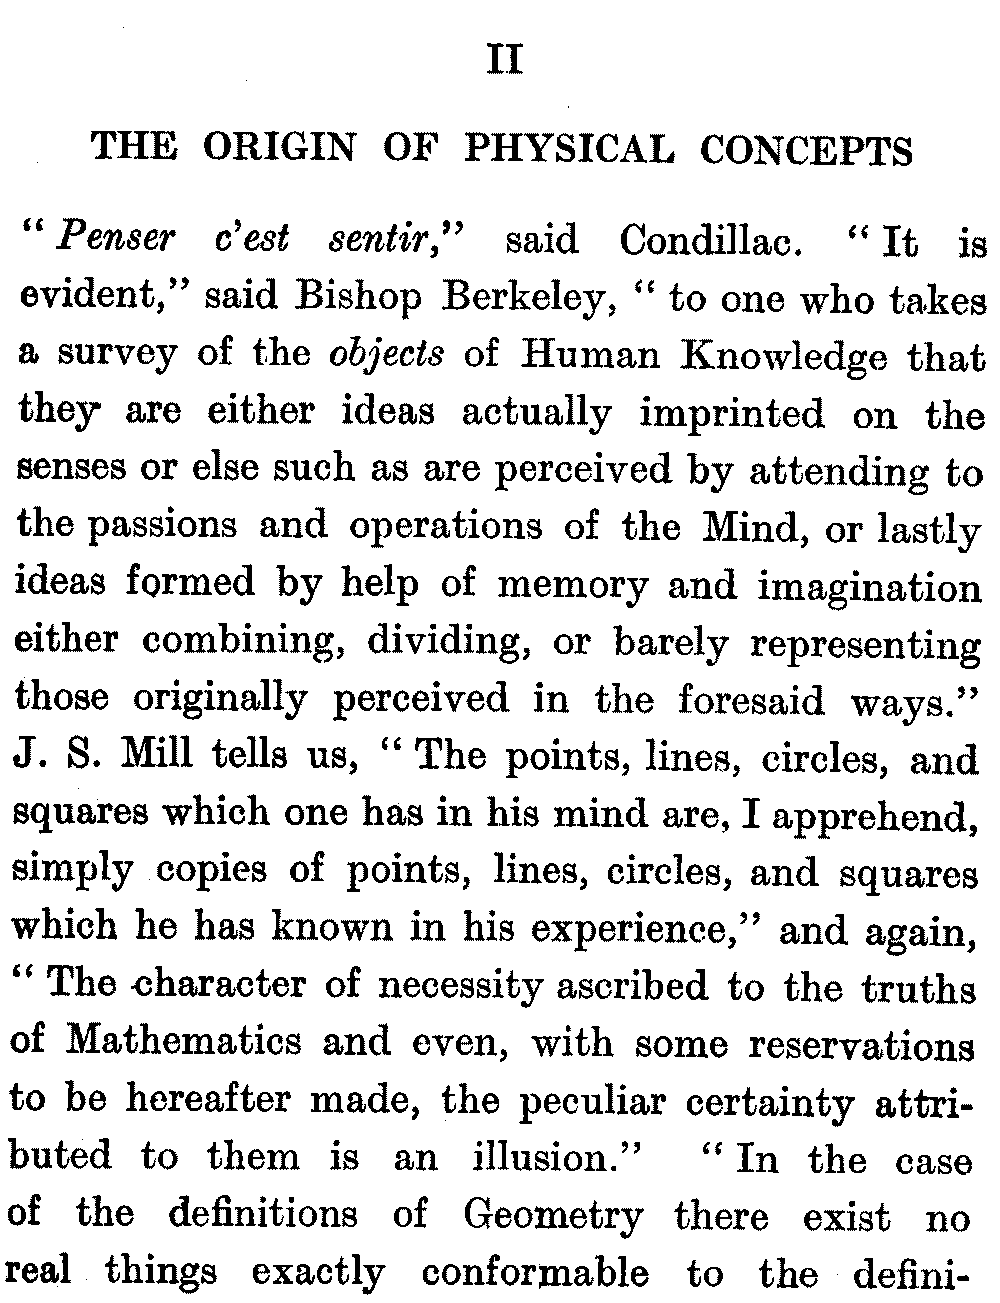 II
THE ORIGIN OF PHYSICAL CONCEPTS
“ Penser c’est sentir,” said Condillac. “ It is
evident,” said Bishop Berkeley, “ to one who takes
a survey of the objects of Human Knowledge that
they are either ideas actually imprinted on the
senses or else such as are perceived by attending to
the passions and operations of the Mind, or lastly
ideas formed by help of memory and imagination
either combining, dividing, or barely representing
those originally perceived in the foresaid ways.”
J. S. Mill tells us, “ The points, lines, circles, and
squares which one has in his mind are, I apprehend,
simply copies of points, lines, circles, and squares
which he has known in his experience,” and again,
“ The character of necessity ascribed to the truths
of Mathematics and even, with some reservations
to be hereafter made, the peculiar certainty attri-
buted to them is an illusion.” “ In the case
of the definitions of Geometry there exist no
real things exactly conformable to the defini-